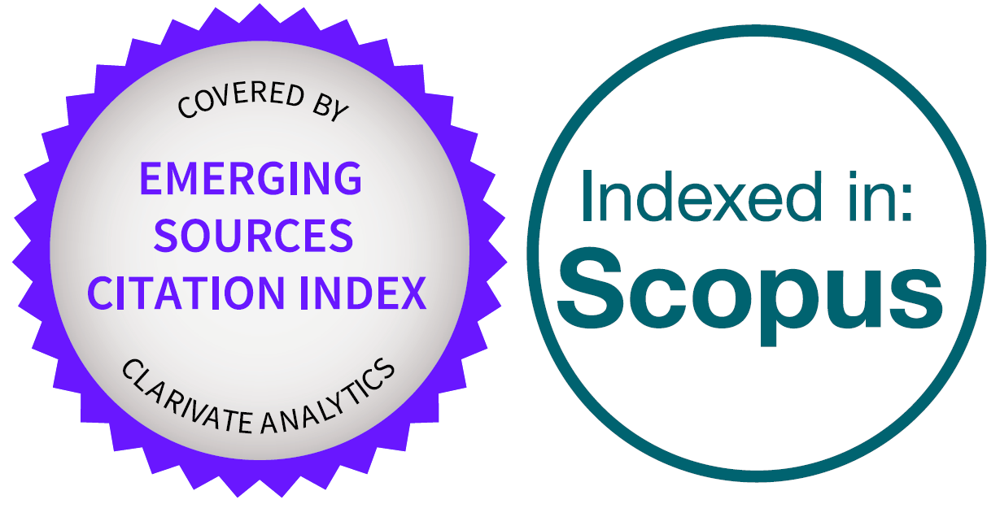 COVERED BY
EMERGING
SOURCES
CITATION INDEX
CLARIVATE ANALYTICS
Indexed in:
Scopus